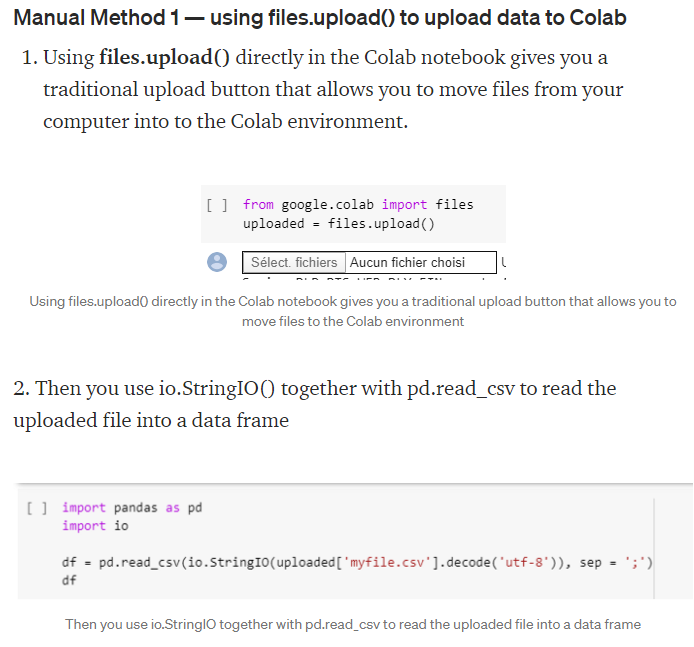 Manual Method 1 — using files.upload() to upload data to Colab
1. Using files.upload() directly in the Colab notebook gives you a
traditional upload button that allows you to move files from your
computer into to the Colab environment.
[ ] from google.colab import files
uploaded = files.upload()
Sélect. fichiers Aucun fichier choisi
Using files.upload() directly in the Colab notebook gives you a traditional upload button that allows you to
move files to the Colab environment
2. Then you use io.StringIO() together with pd.read_csv to read the
uploaded file into a data frame
[ ] import pandas as pd
import io
df = pd.read_csv(io.StringIO(uploaded['myfile.csv'].decode('utf-8')), sep = ';')
df
Then you use io.StringIO together with pd.read_csv to read the uploaded file into a data frame